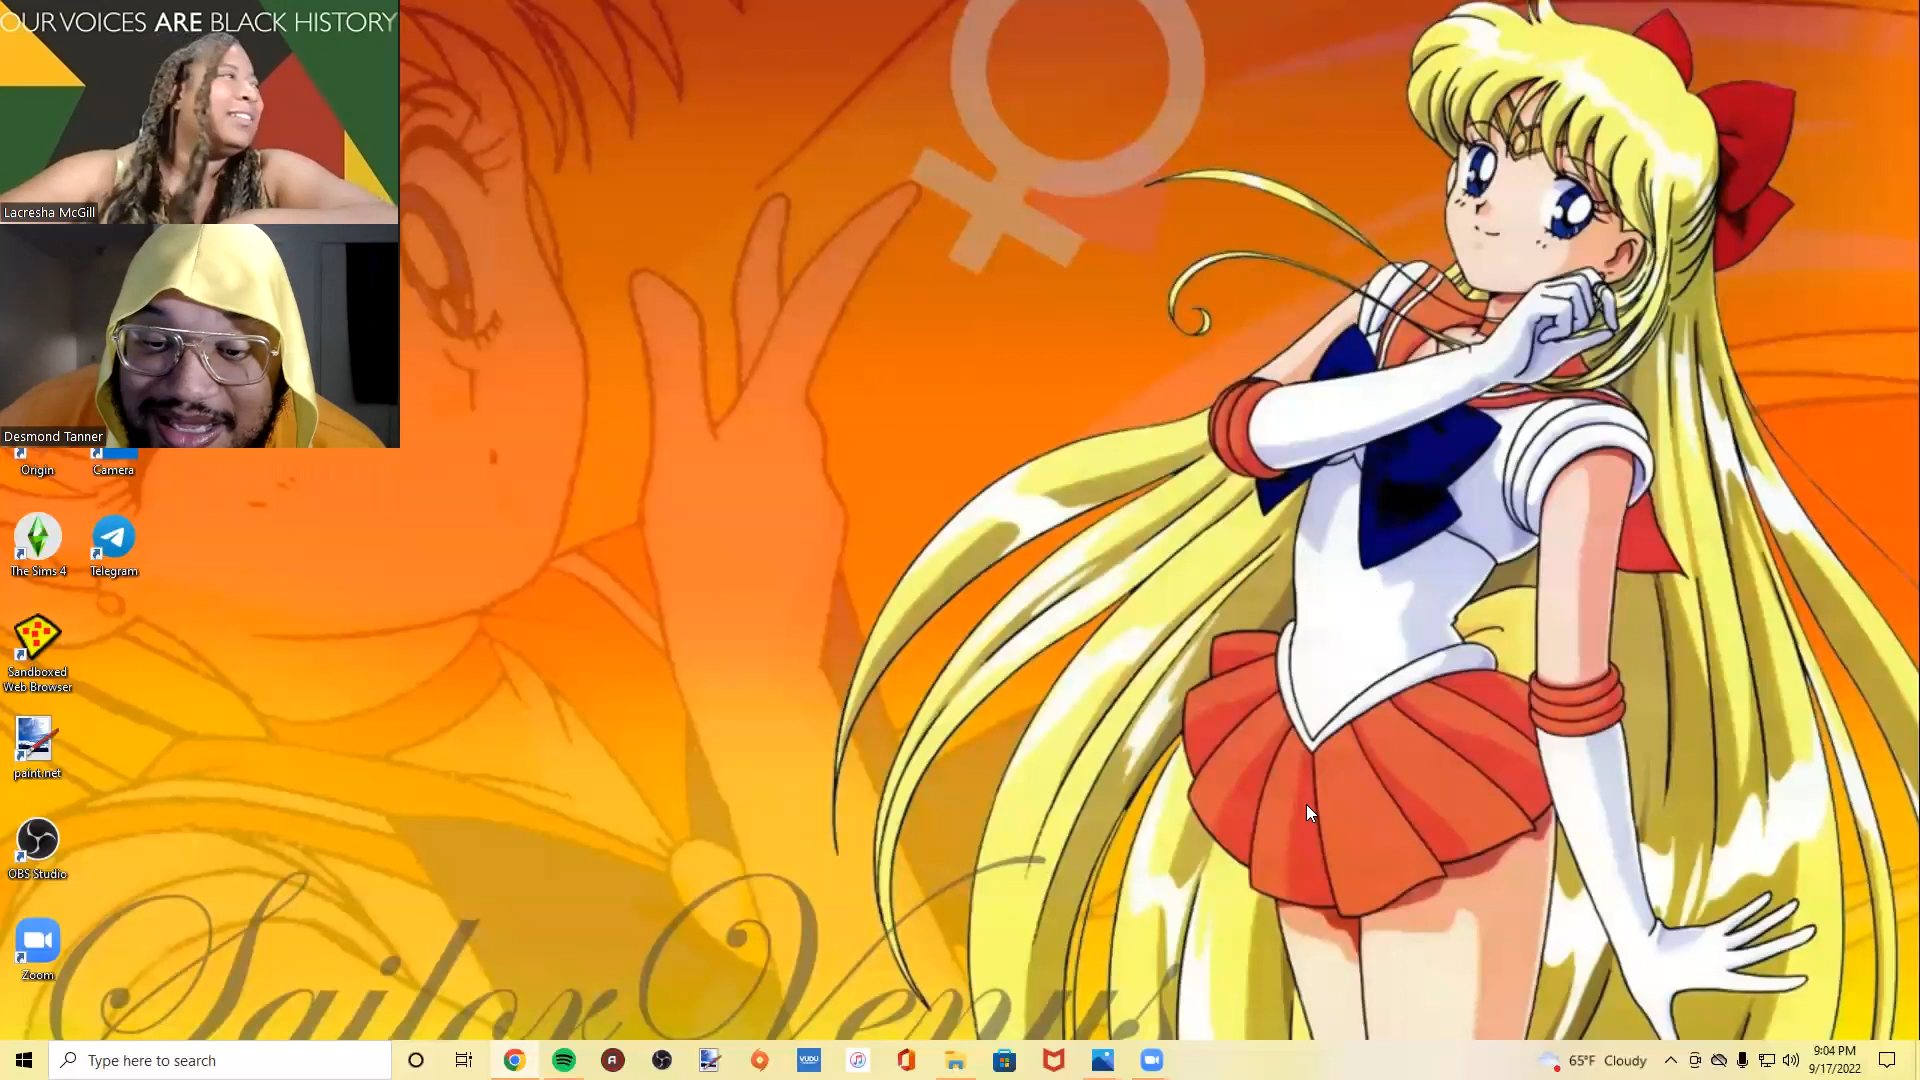 OUR VOICES ARE BLACK HISTORY
Lacresha McGill
Desmond Tanner
Origin
Camera
The Sims 4
Telegram
Sandboxed
Web Browser
paint.net
OBS Studio
Zoom
Sailor Venus
Type here to search
VUDU
65°F Cloudy
9:04 PM
9/17/2022